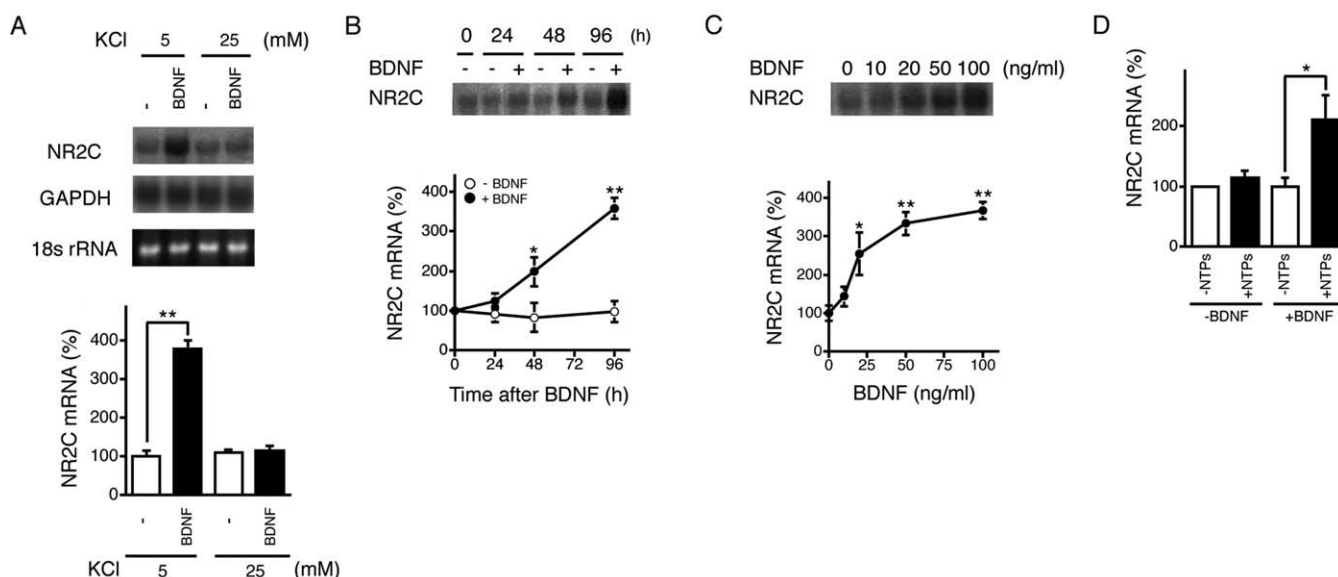 A
KCl 5 25 (mM)
- BDNF - BDNF
NR2C
GAPDH
18s rRNA
**
NR2C mRNA (%)
400
300
200
100
0
- BDNF - BDNF
KCl 5 25 (mM)
B
0 24 48 96 (h)
BDNF - - + - + - +
NR2C
- BDNF
+ BDNF
**
*
NR2C mRNA (%)
400
300
200
100
0
0 24 48 72 96
Time after BDNF (h)
C
BDNF 0 10 20 50 100 (ng/ml)
NR2C
*
**
**
NR2C mRNA (%)
400
300
200
100
0
0 25 50 75 100
BDNF (ng/ml)
D
*
NR2C mRNA (%)
200
100
0
-NTPs +NTPs -NTPs +NTPs
-BDNF +BDNF